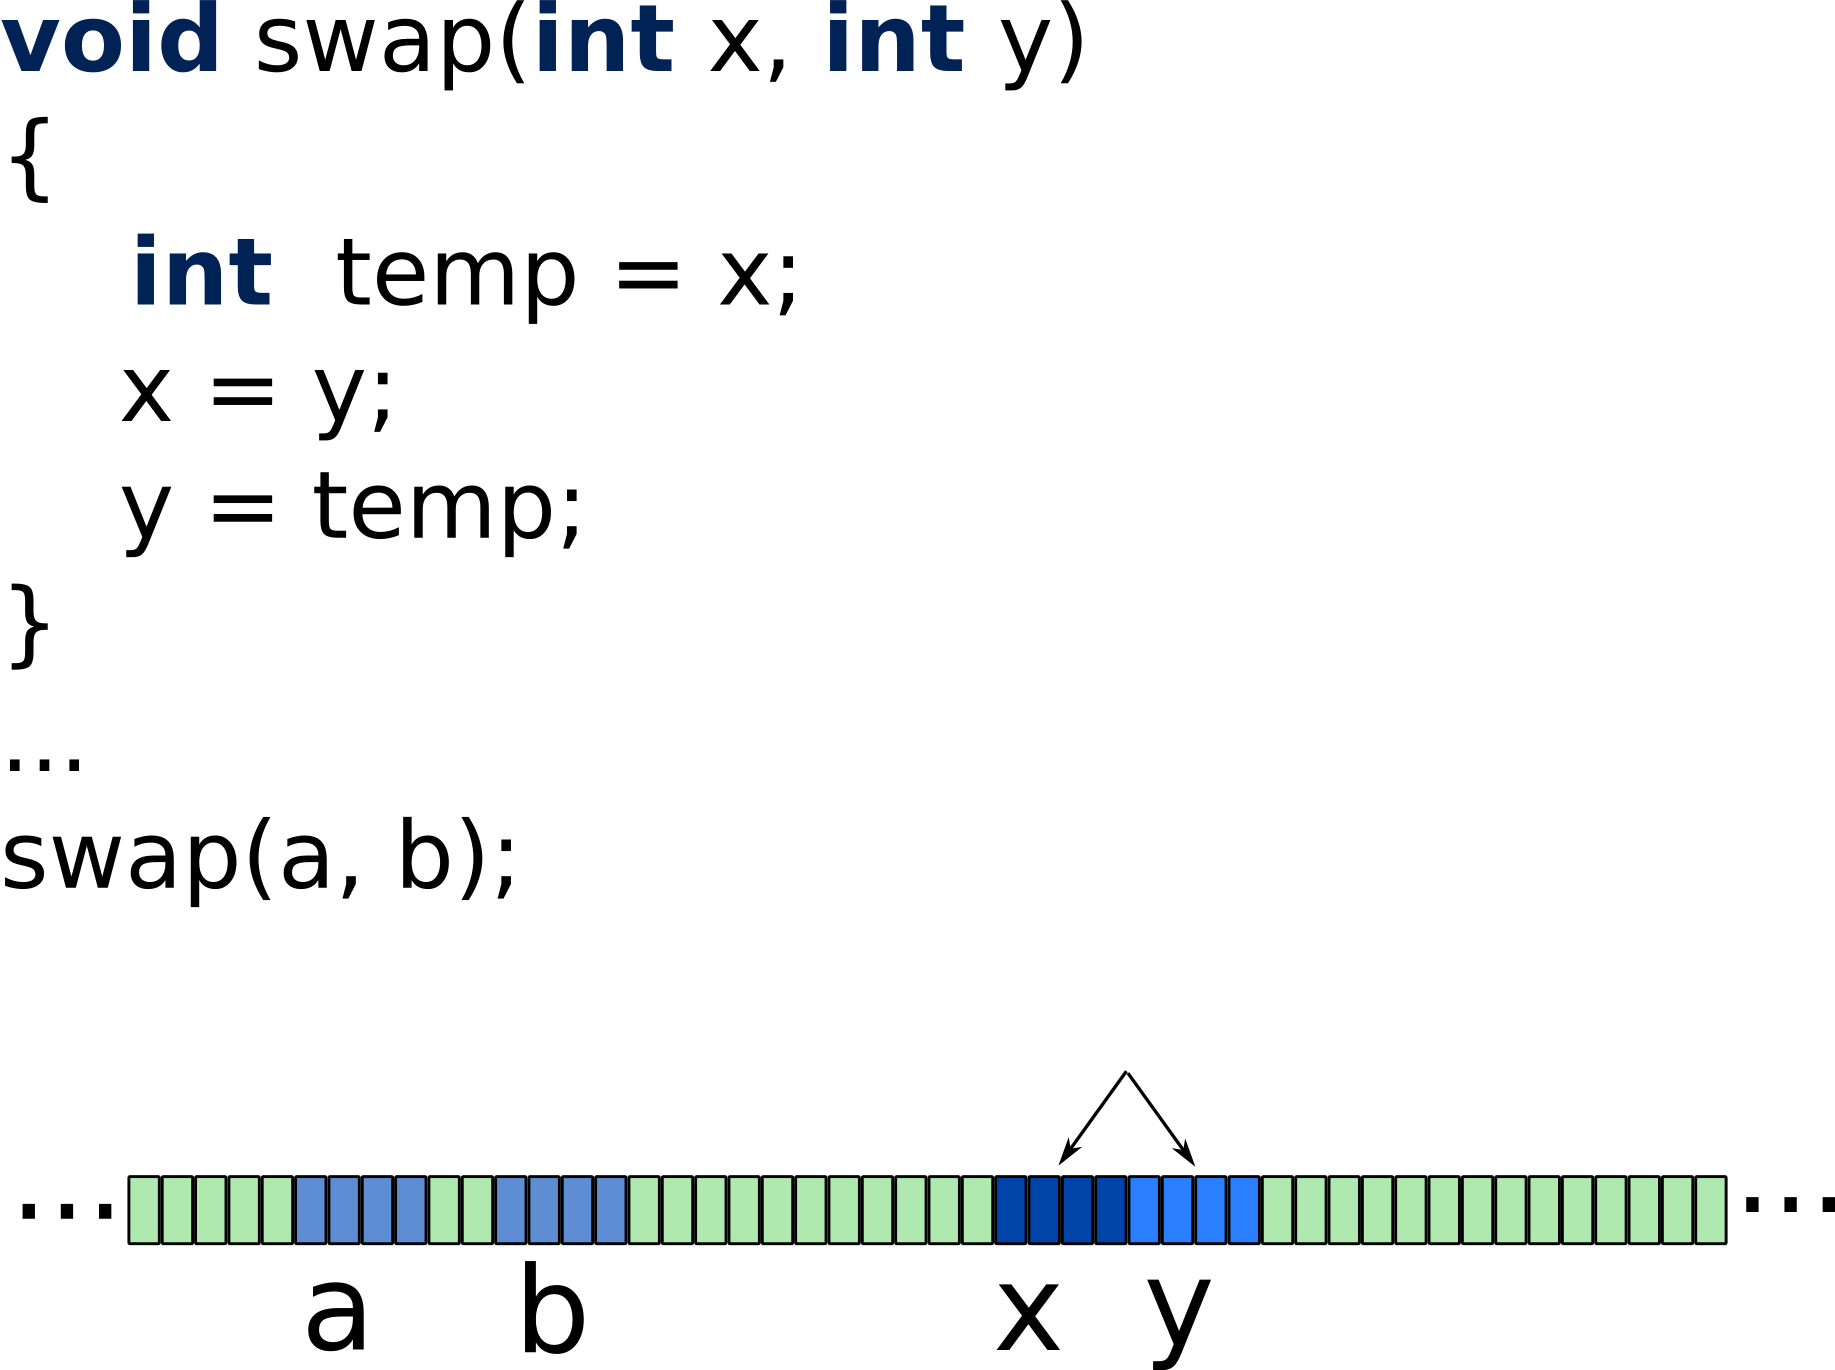 void swap(int x, int y)
{
int temp = x;
x = y;
y = temp;
}
...
swap(a, b);
... ...
a b x y